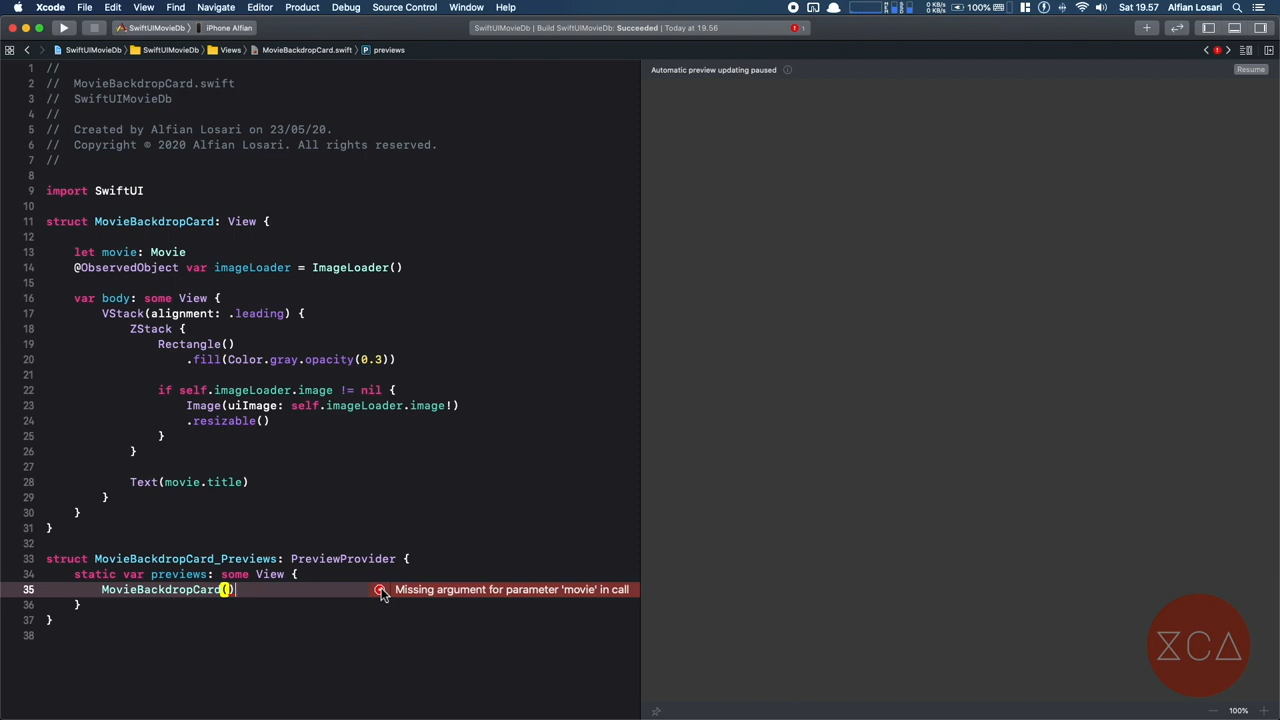 Xcode File Edit View Find Navigate Editor Product Debug Source Control Window Help
0 KB/s
0 KB/s
100%
Sat 19.57 Alfian Losari
SwiftUIMovieDb iPhone Alfian
SwiftUIMovieDb | Build SwiftUIMovieDb: Succeeded | Today at 19.56
1
SwiftUIMovieDb SwiftUIMovieDb Views MovieBackdropCard.swift P previews
Automatic preview updating paused
Resume
1 //
2 // MovieBackdropCard.swift
3 // SwiftUIMovieDb
4 //
5 // Created by Alfian Losari on 23/05/20.
6 // Copyright © 2020 Alfian Losari. All rights reserved.
7 //
8
9 import SwiftUI
10
11 struct MovieBackdropCard: View {
12
13 let movie: Movie
14 @ObservedObject var imageLoader = ImageLoader()
15
16 var body: some View {
17 VStack(alignment: .leading) {
18 ZStack {
19 Rectangle()
20 .fill(Color.gray.opacity(0.3))
21
22 if self.imageLoader.image != nil {
23 Image(uiImage: self.imageLoader.image!)
24 .resizable()
25 }
26 }
27
28 Text(movie.title)
29 }
30 }
31 }
32
33 struct MovieBackdropCard_Previews: PreviewProvider {
34 static var previews: some View {
35 MovieBackdropCard() Missing argument for parameter 'movie' in call
36 }
37 }
38
XCA
100%